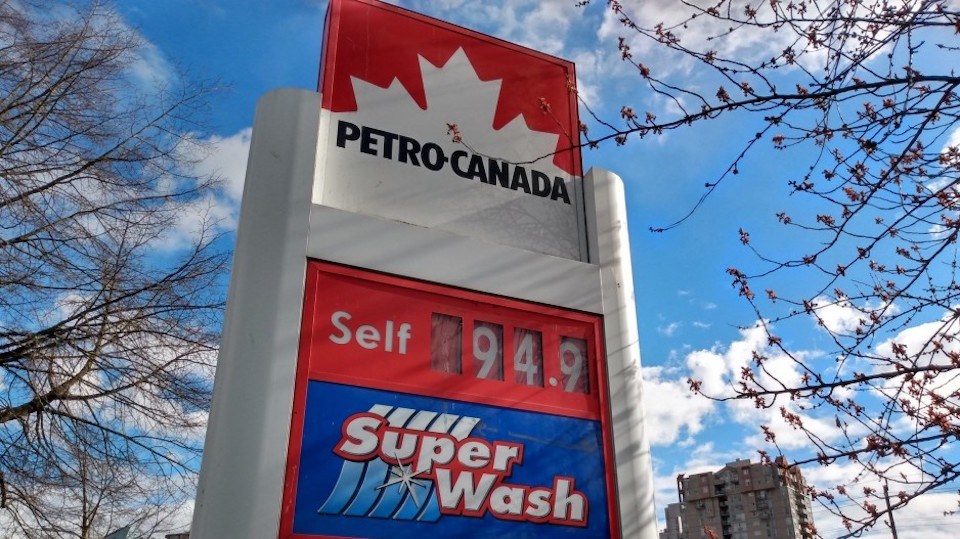 PETRO-CANADA
Self 94.9
Super
Wash